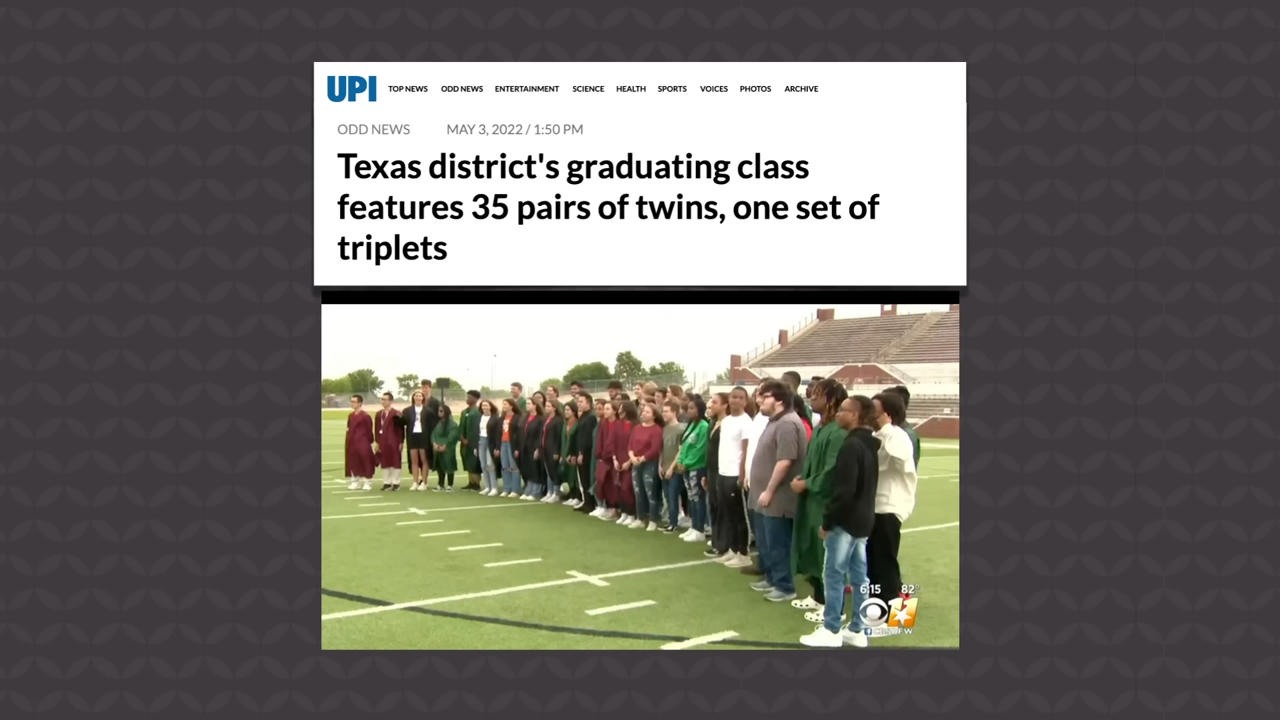 UPI TOP NEWS ODD NEWS ENTERTAINMENT SCIENCE HEALTH SPORTS VOICES PHOTOS ARCHIVE
ODD NEWS MAY 3, 2022 / 1:50 PM
Texas district's graduating class
features 35 pairs of twins, one set of
triplets
6:15 82°
11